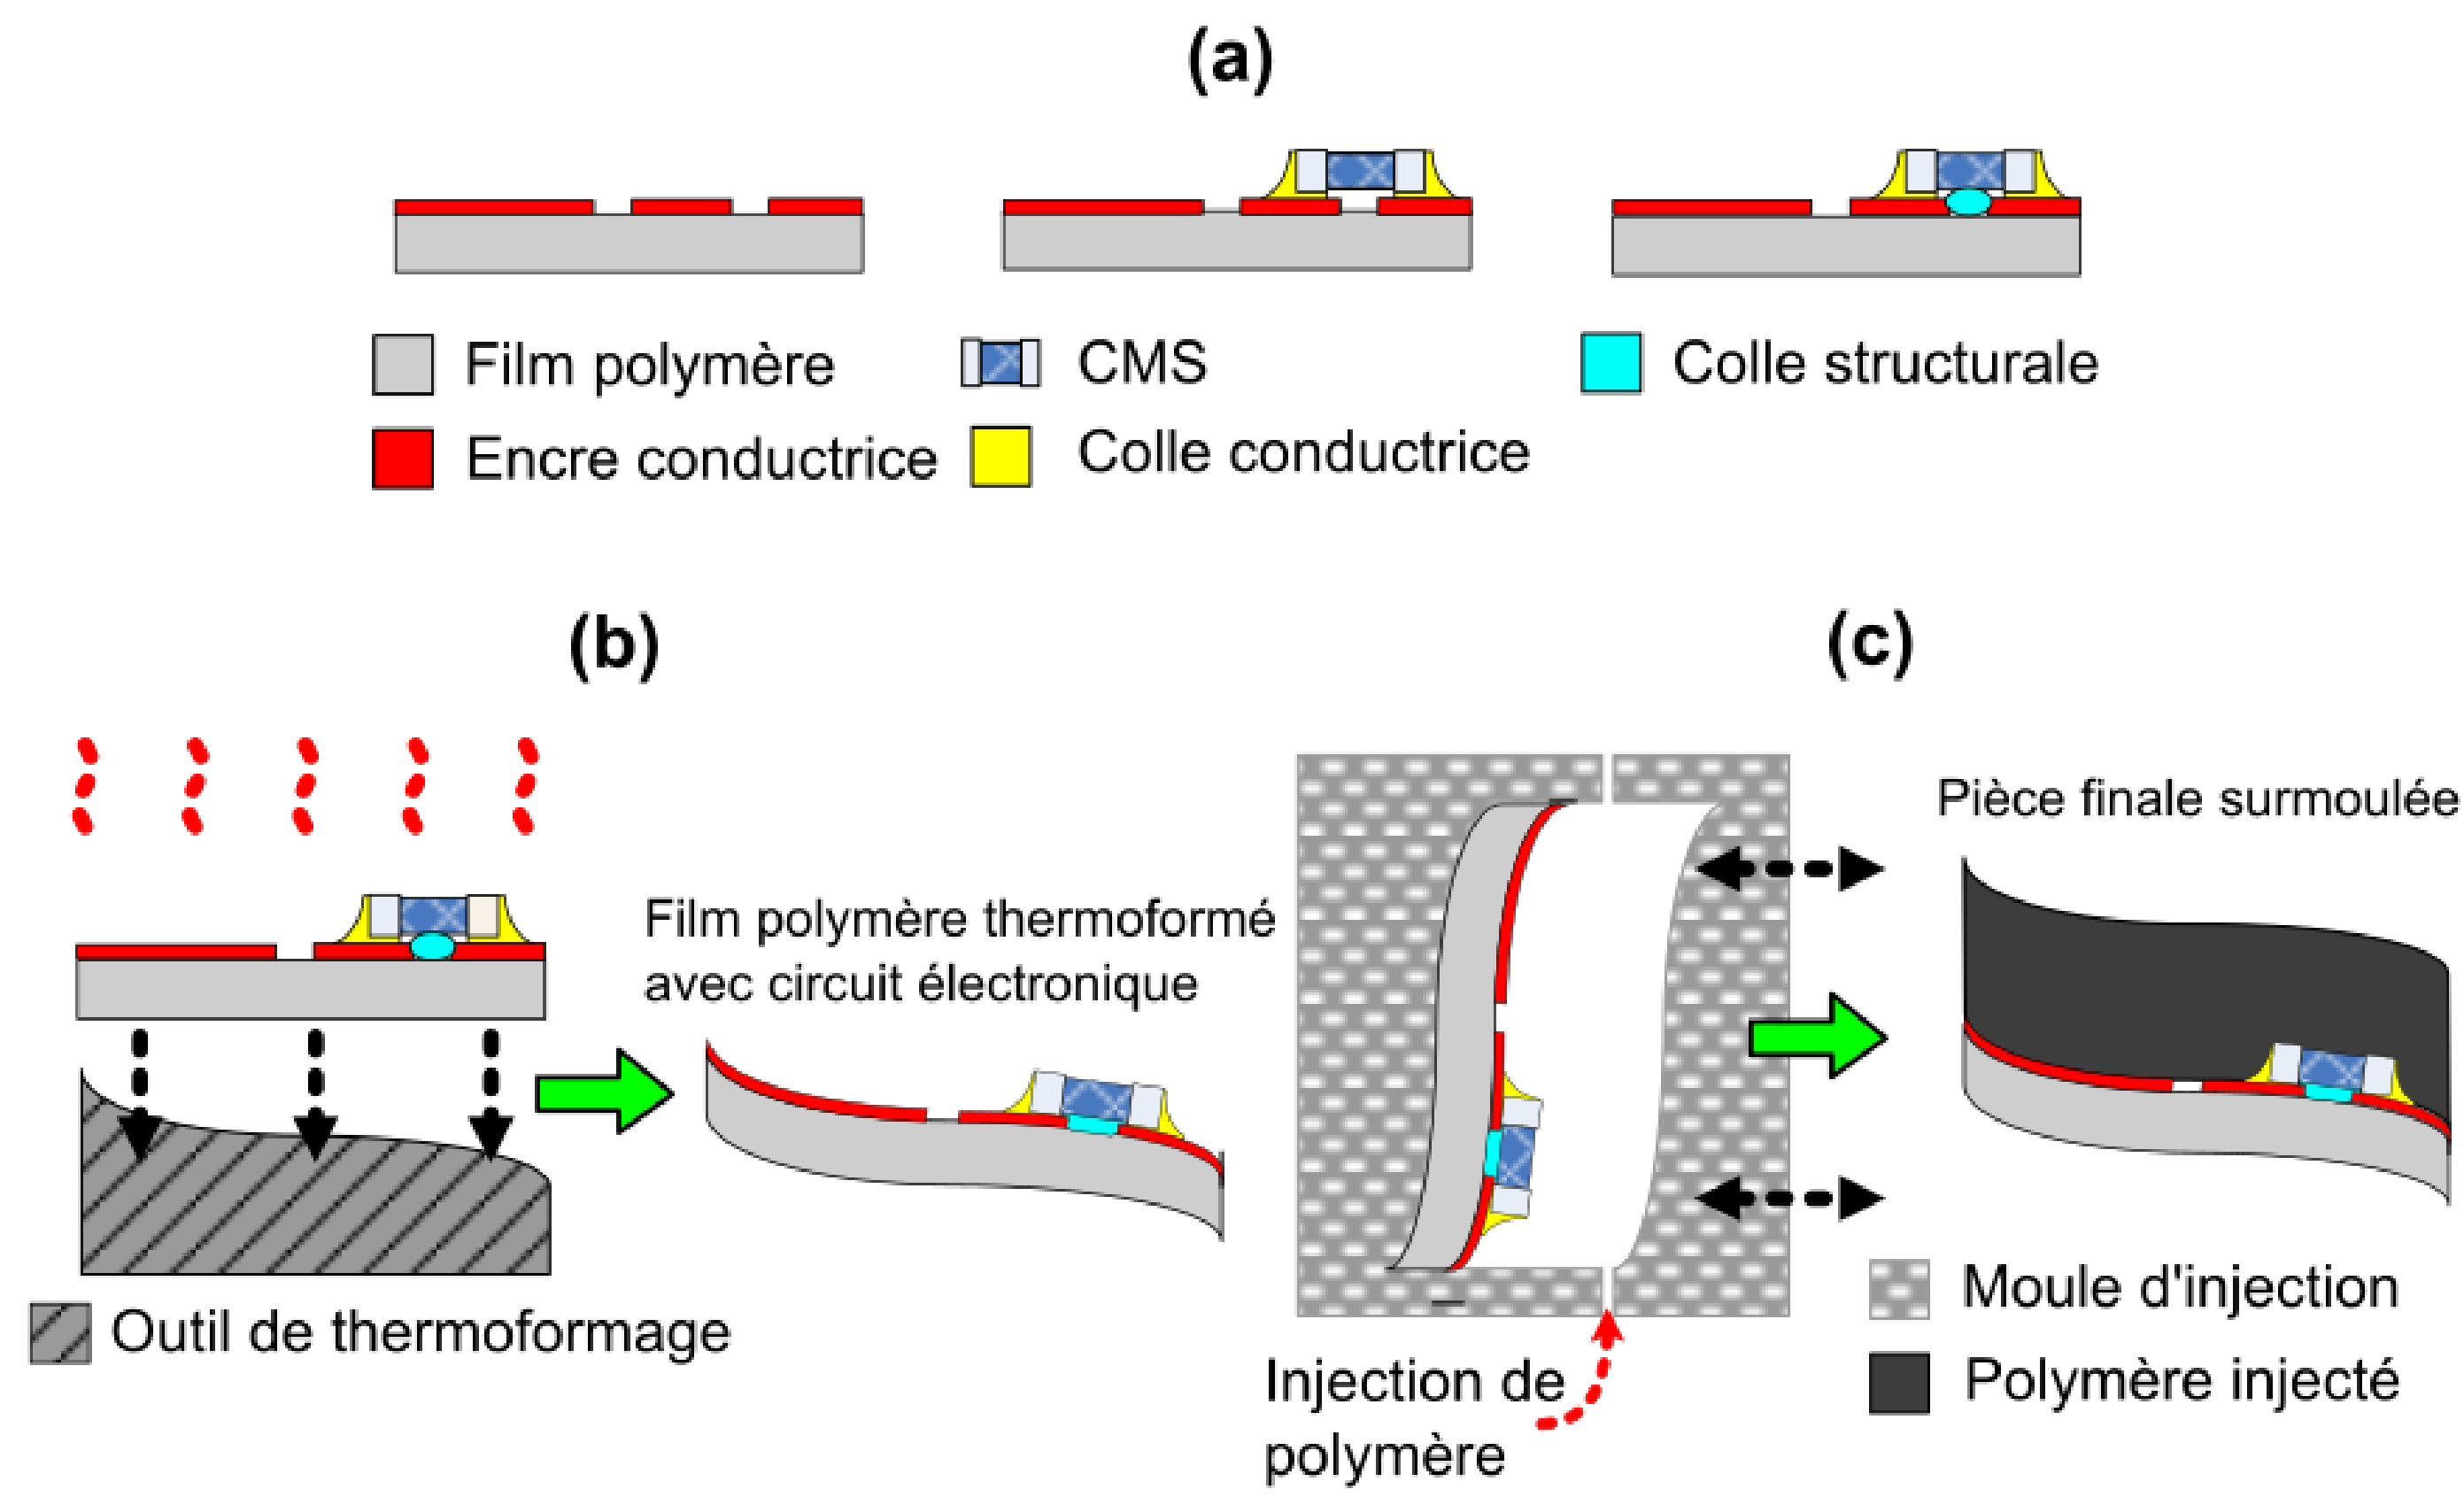 (a)
Film polymère
CMS
Colle structurale
Encre conductrice
Colle conductrice
(b)
(c)
Pièce finale surmoulée
Film polymère thermoformé
avec circuit électronique
Outil de thermoformage
Moule d'injection
Injection de
polymère
Polymère injecté